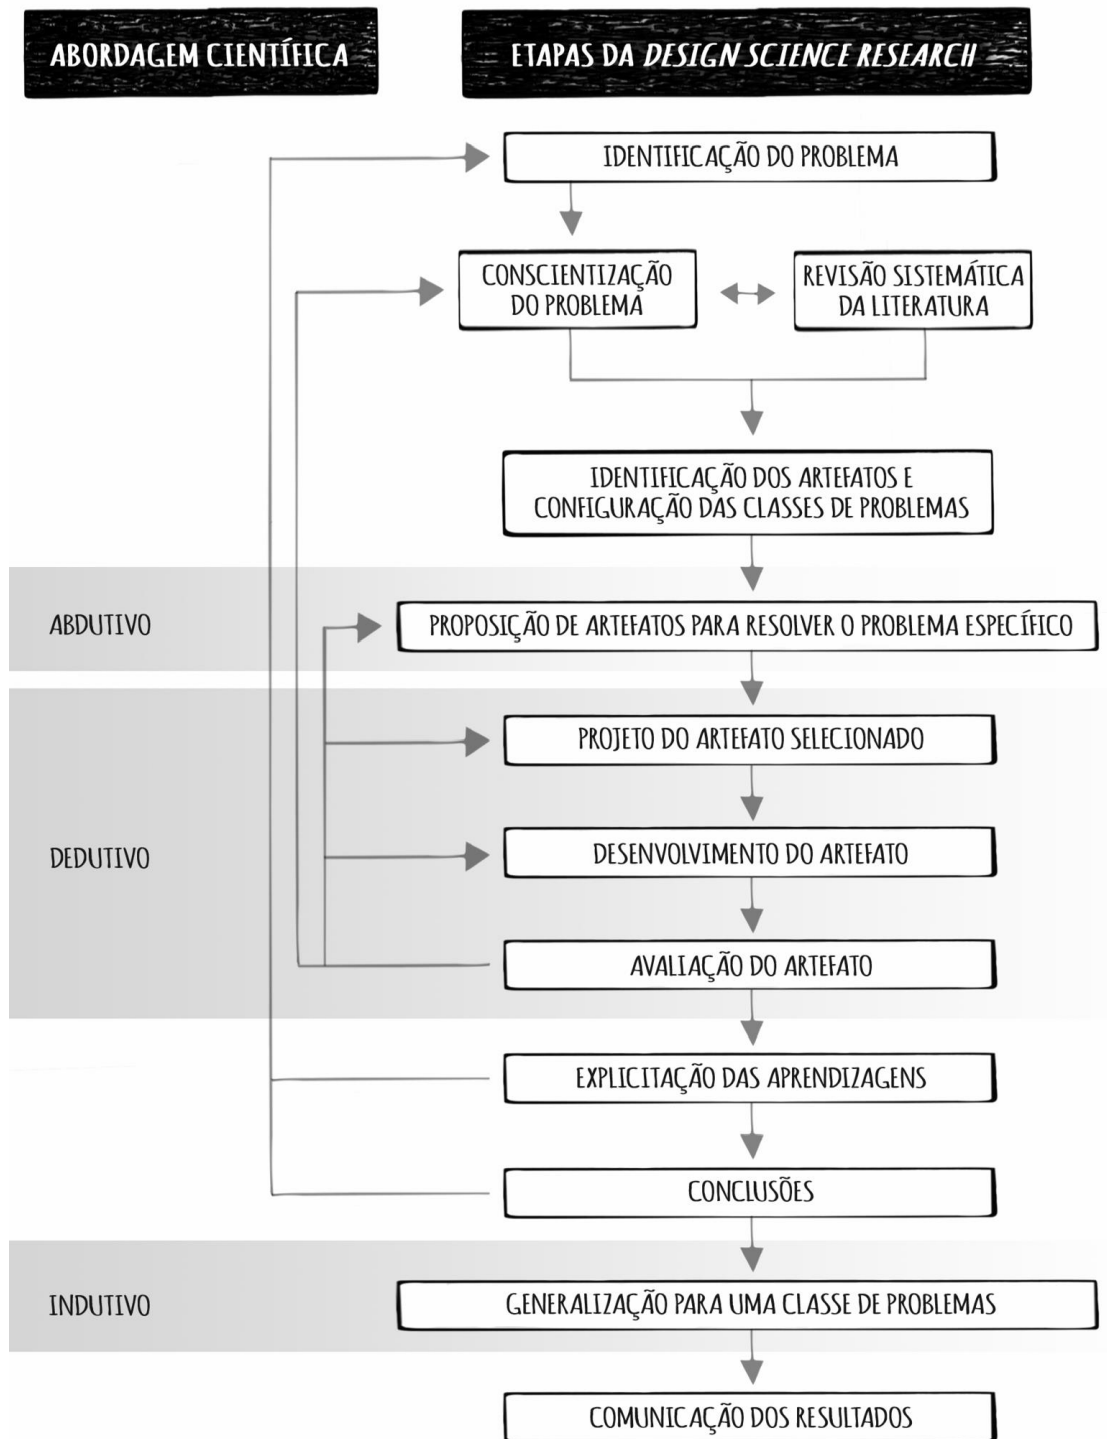 ABORDAGEM CIENTÍFICA
ETAPAS DA DESIGN SCIENCE RESEARCH
IDENTIFICAÇÃO DO PROBLEMA
CONSCIENTIZAÇÃO
DO PROBLEMA
REVISÃO SISTEMÁTICA
DA LITERATURA
IDENTIFICAÇÃO DOS ARTEFATOS E
CONFIGURAÇÃO DAS CLASSES DE PROBLEMAS
ABDUTIVO
PROPOSIÇÃO DE ARTEFATOS PARA RESOLVER O PROBLEMA ESPECÍFICO
PROJETO DO ARTEFATO SELECIONADO
DEDUTIVO
DESENVOLVIMENTO DO ARTEFATO
AVALIAÇÃO DO ARTEFATO
EXPLICITAÇÃO DAS APRENDIZAGENS
CONCLUSÕES
INDUTIVO
GENERALIZAÇÃO PARA UMA CLASSE DE PROBLEMAS
COMUNICAÇÃO DOS RESULTADOS